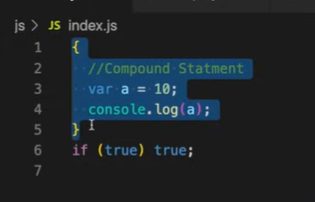 js > JS index.js
1 {
2 //Compound Statment
3 var a = 10;
4 console.log(a);
5 }
6 if (true) true;
7